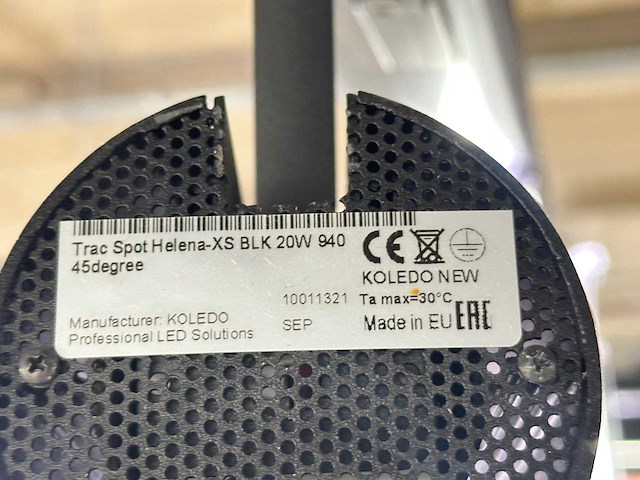 Trac Spot Helena-XS BLK 20W 940
45degree
CE
KOLEDO NEW
10011321 Ta max=30°C
Manufacturer: KOLEDO
Professional LED Solutions
SEP
Made in EU EAC